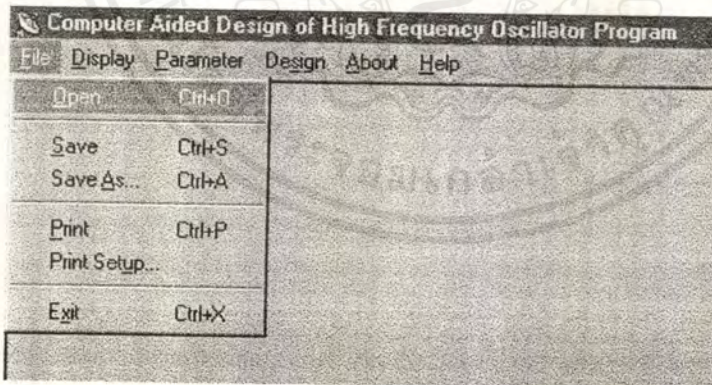 Computer Aided Design of High Frequency Oscillator Program
File Display Parameter Design About Help
Open Ctrl+O
Save Ctrl+S
Save As... Ctrl+A
Print Ctrl+P
Print Setup...
Exit Ctrl+X